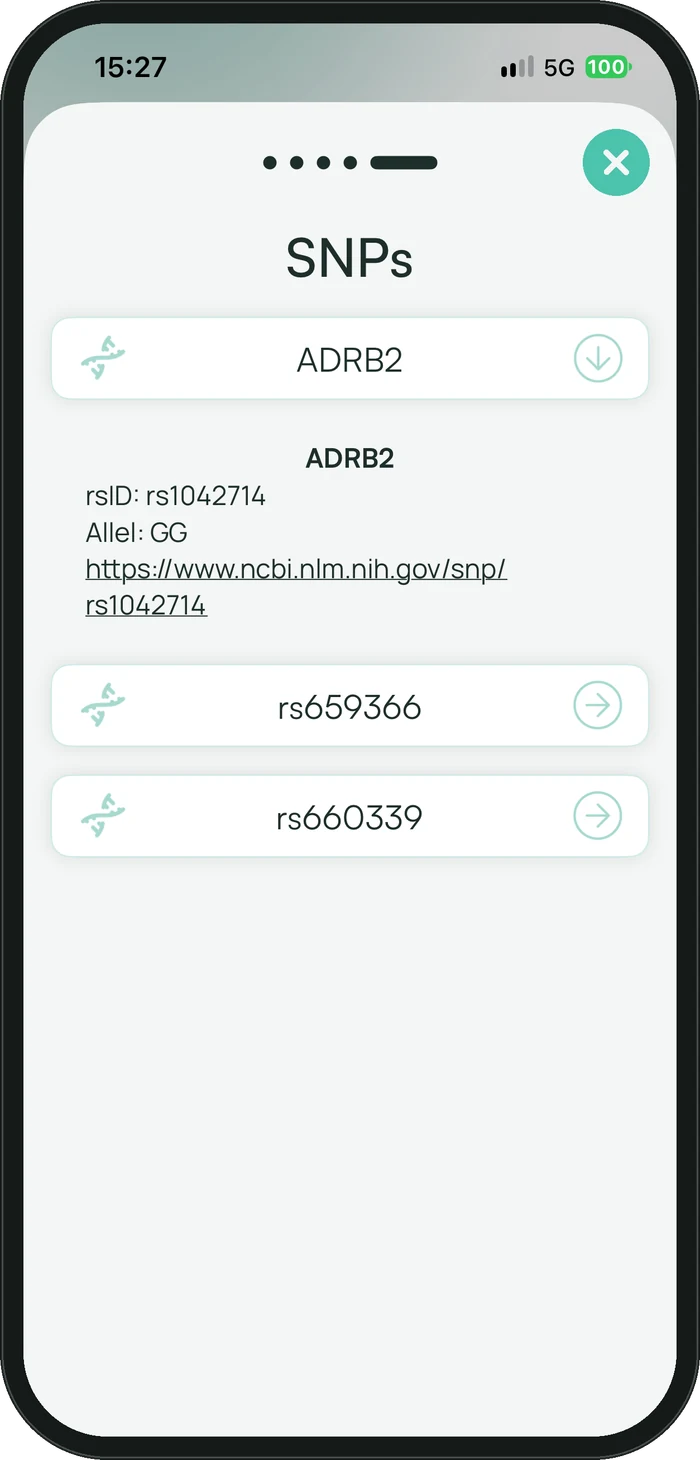 15:27
5G 100
SNPs
ADRB2
ADRB2
rsID: rs1042714
Allel: GG
https://www.ncbi.nlm.nih.gov/snp/
rs1042714
rs659366
rs660339